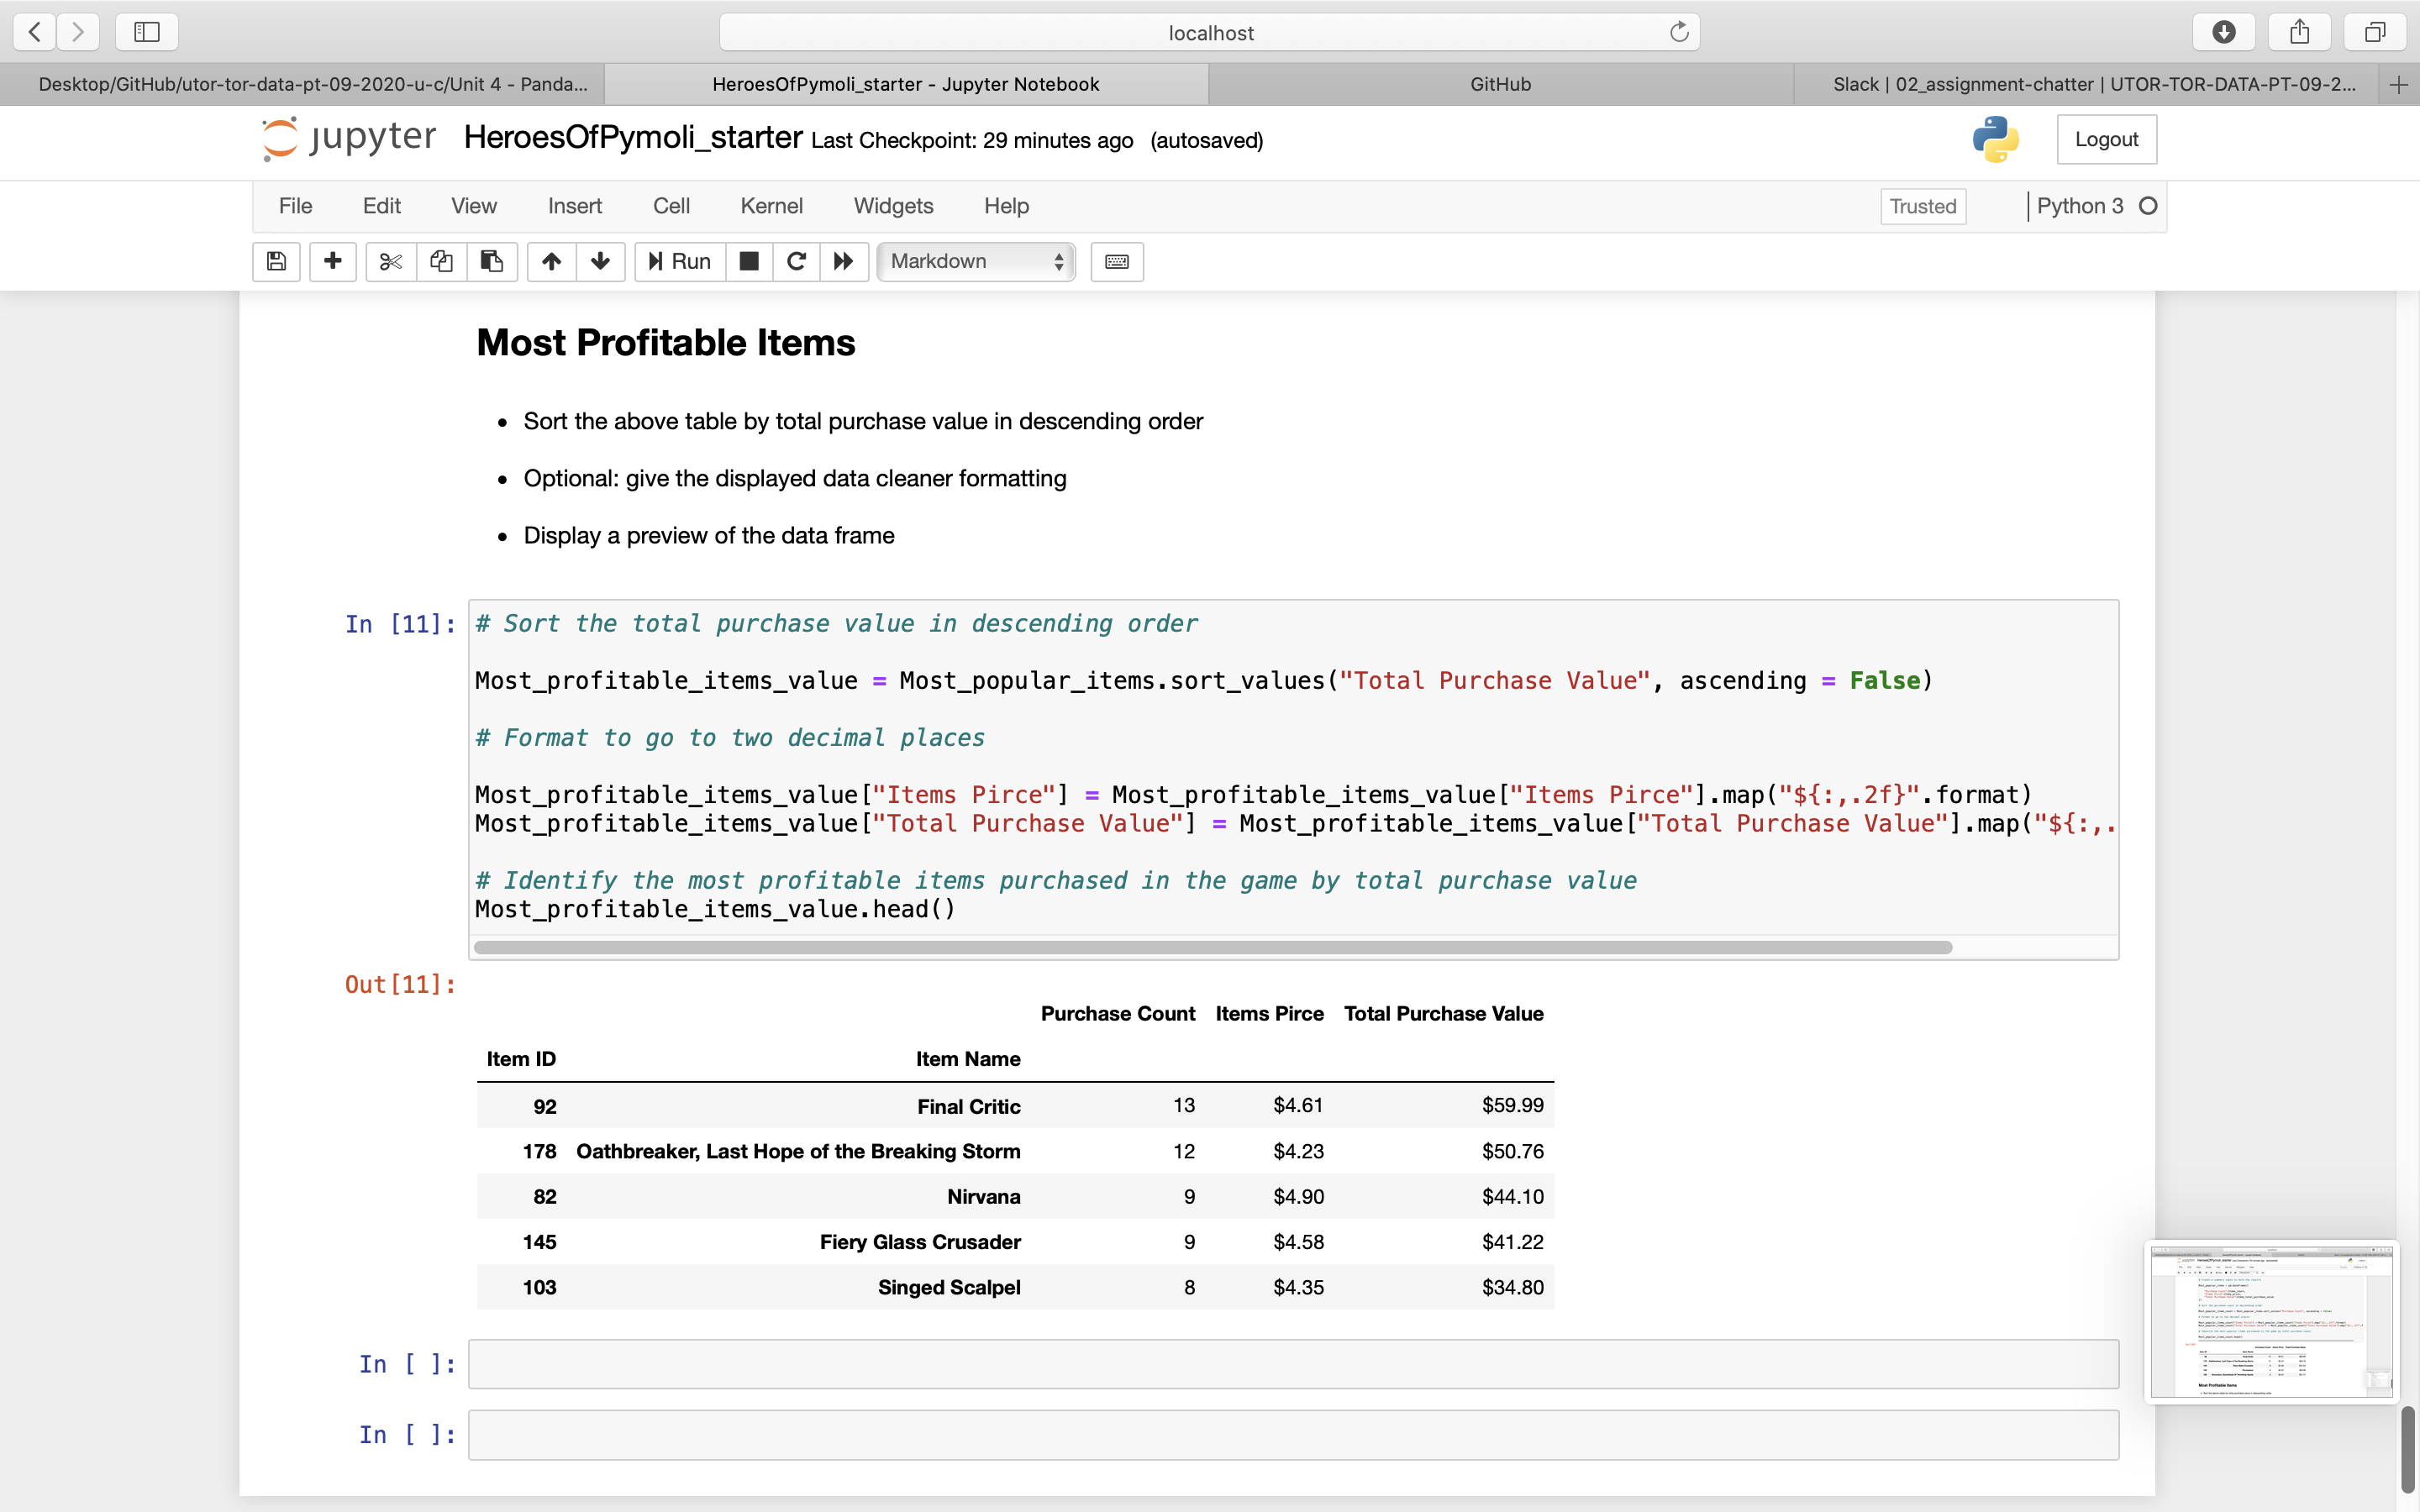 localhost
Desktop/GitHub/utor-tor-data-pt-09-2020-u-c/Unit 4 - Panda...
HeroesOfPymoli_starter - Jupyter Notebook
GitHub
Slack | 02_assignment-chatter | UTOR-TOR-DATA-PT-09-2...
jupyter HeroesOfPymoli_starter Last Checkpoint: 29 minutes ago (autosaved)
Logout
File Edit View Insert Cell Kernel Widgets Help
Trusted
Python 3
Run
Markdown
Most Profitable Items
• Sort the above table by total purchase value in descending order
• Optional: give the displayed data cleaner formatting
• Display a preview of the data frame
In [11]:
# Sort the total purchase value in descending order
Most_profitable_items_value = Most_popular_items.sort_values("Total Purchase Value", ascending = False)
# Format to go to two decimal places
Most_profitable_items_value["Items Pirce"] = Most_profitable_items_value["Items Pirce"].map("${:,.2f}".format)
Most_profitable_items_value["Total Purchase Value"] = Most_profitable_items_value["Total Purchase Value"].map("${:,.
# Identify the most profitable items purchased in the game by total purchase value
Most_profitable_items_value.head()
Out[11]:
Purchase Count Items Pirce Total Purchase Value
Item ID Item Name
92 Final Critic 13 $4.61 $59.99
178 Oathbreaker, Last Hope of the Breaking Storm 12 $4.23 $50.76
82 Nirvana 9 $4.90 $44.10
145 Fiery Glass Crusader 9 $4.58 $41.22
103 Singed Scalpel 8 $4.35 $34.80
In [ ]:
In [ ]: